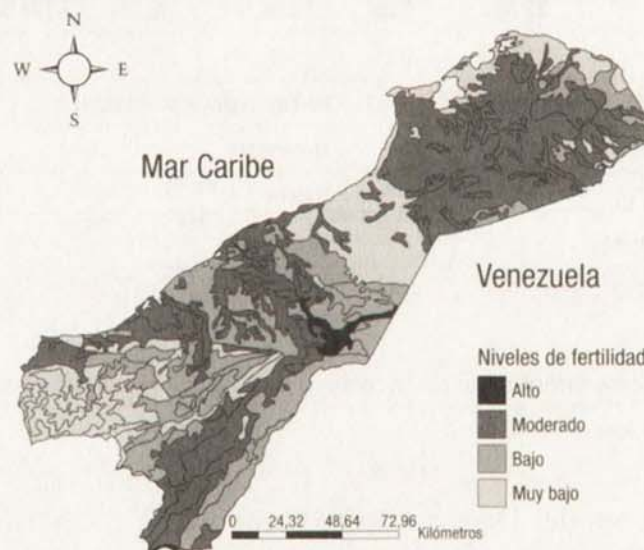 N
W E
S
Mar Caribe
Venezuela
Niveles de fertilidad
Alto
Moderado
Bajo
Muy bajo
0 24,32 48,64 72,96
Kilómetros